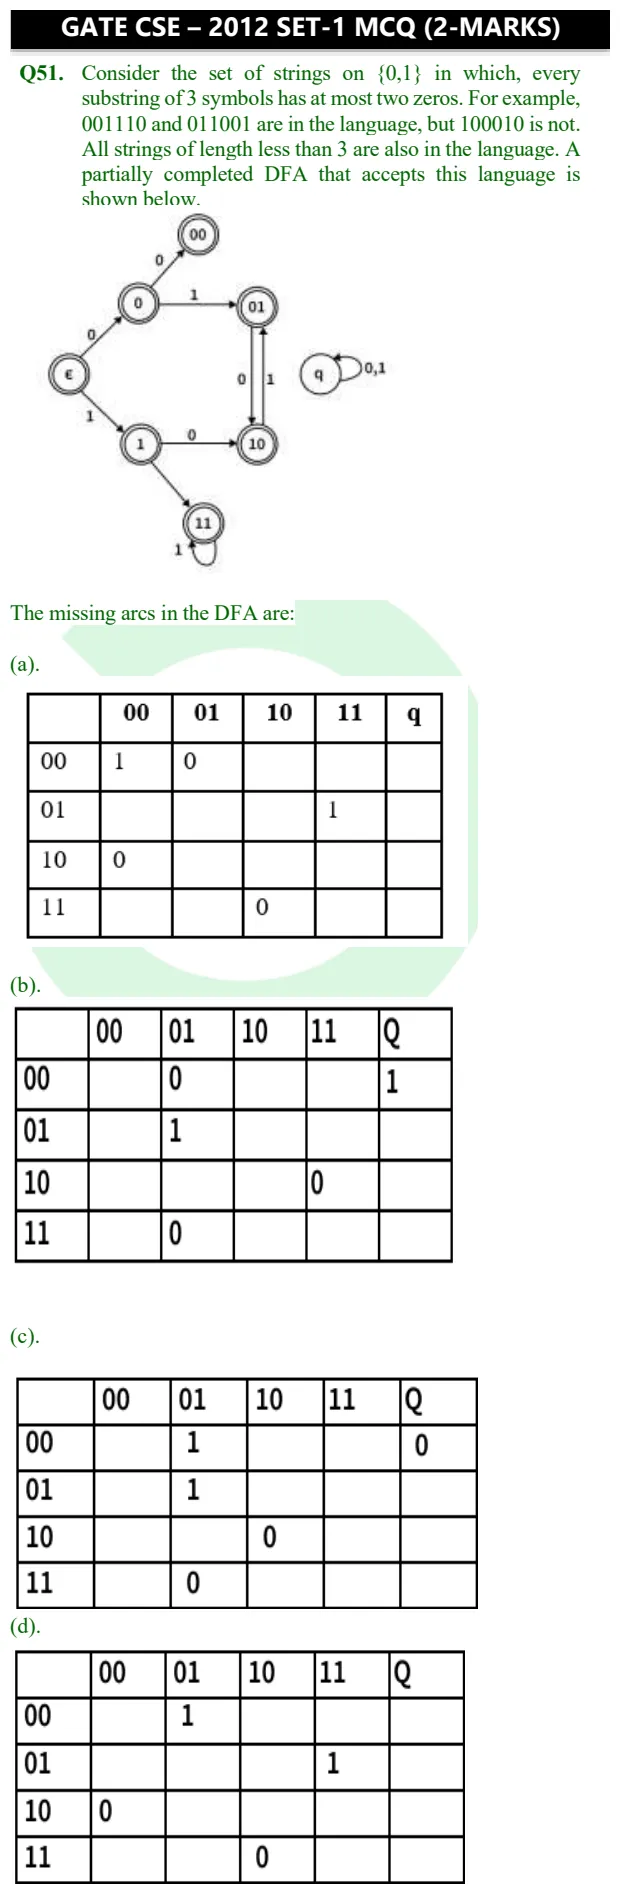 GATE CSE – 2012 SET-1 MCQ (2-MARKS)
Q51. Consider the set of strings on {0,1} in which, every
substring of 3 symbols has at most two zeros. For example,
001110 and 011001 are in the language, but 100010 is not.
All strings of length less than 3 are also in the language. A
partially completed DFA that accepts this language is
shown below.
00
0
0 1 01
0
ϵ 0 1 q 0,1
1
1 0 10
11
1
The missing arcs in the DFA are:
(a).
00 01 10 11 q
00 1 0
01 1
10 0
11 0
(b).
00 01 10 11 Q
00 0 1
01 1
10 0
11 0
(c).
00 01 10 11 Q
00 1 0
01 1
10 0
11 0
(d).
00 01 10 11 Q
00 1
01 1
10 0
11 0